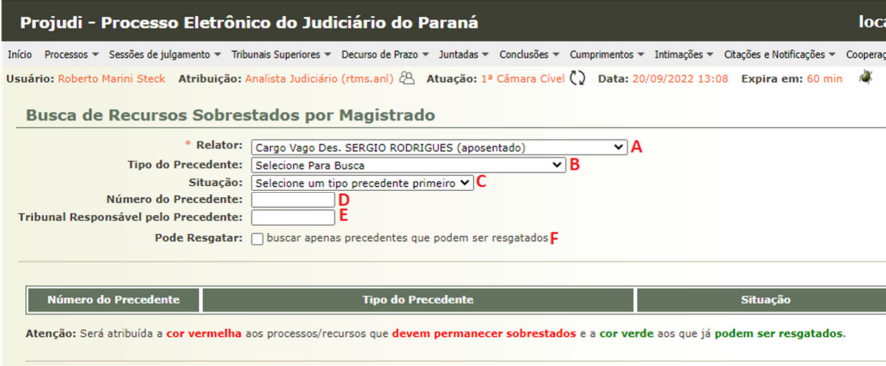 Projudi - Processo Eletrônico do Judiciário do Paraná loca
Início Processos Sessões de julgamento Tribunais Superiores Decurso de Prazo Juntadas Conclusões Cumprimentos Intimações Citações e Notificações Cooperaç
Usuário: Roberto Marini Steck Atribuição: Analista Judiciário (rtms.anl) Atuação: 1ª Câmara Cível Data: 20/09/2022 13:08 Expira em: 60 min
Busca de Recursos Sobrestados por Magistrado
* Relator: Cargo Vago Des. SERGIO RODRIGUES (aposentado) A
Tipo do Precedente: Selecione Para Busca B
Situação: Selecione um tipo precedente primeiro C
Número do Precedente: D
Tribunal Responsável pelo Precedente: E
Pode Resgatar: buscar apenas precedentes que podem ser resgatados F
Número do Precedente Tipo do Precedente Situação
Atenção: Será atribuída a cor vermelha aos processos/recursos que devem permanecer sobrestados e a cor verde aos que já podem ser resgatados.